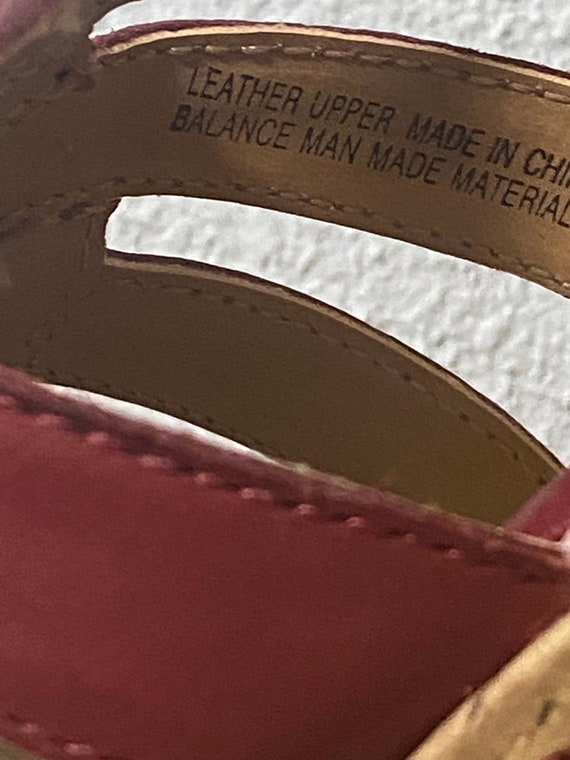 LEATHER UPPER MADE IN CHI
BALANCE MAN MADE MATERIAL